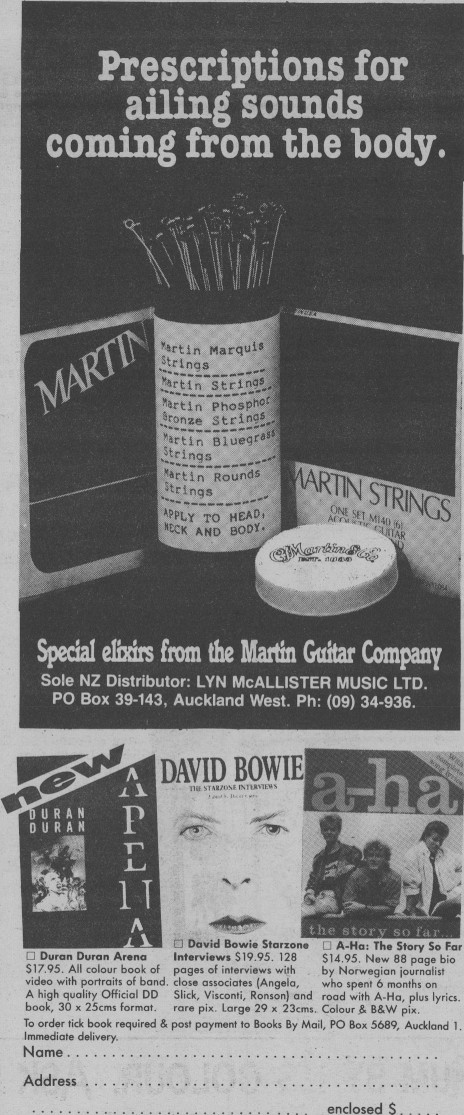 Prescriptions for
ailing sounds
coming from the body.
MARTIN
Martin Marquis
Strings
Martin Strings
Martin Phosphor
Bronze Strings
Martin Bluegrass
Strings
Martin Rounds
Strings
APPLY TO HEAD,
NECK AND BODY.
MARTIN STRINGS
ONE SET M140 (6)
ACOUSTIC GUITAR
C.F. Martin & Co.
EST. 1833
Special elixirs from the Martin Guitar Company
Sole NZ Distributor: LYN McALLISTER MUSIC LTD.
PO Box 39-143, Auckland West. Ph: (09) 34-936.
new
DURAN
DURAN
ARENA
DAVID BOWIE
THE STARZONE INTERVIEWS
a-ha
the story so far...
□ Duran Duran Arena
$17.95. All colour book of
video with portraits of band.
A high quality Official DD
book, 30 x 25cms format.
□ David Bowie Starzone
Interviews $19.95. 128
pages of interviews with
close associates (Angela,
Slick, Visconti, Ronson) and
rare pix. Large 29 x 23cms.
□ A-Ha: The Story So Far
$14.95. New 88 page bio
by Norwegian journalist
who spent 6 months on
road with A-Ha, plus lyrics.
Colour & B&W pix.
To order tick book required & post payment to Books By Mail, PO Box 5689, Auckland 1.
Immediate delivery.
Name
Address
enclosed $